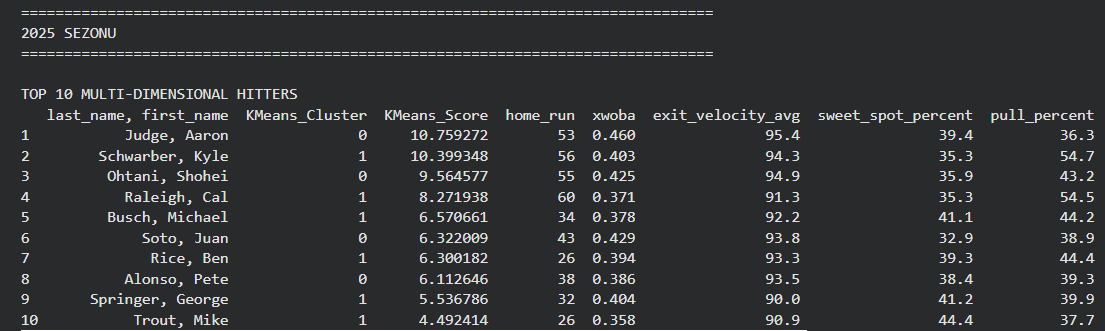 ================================================================================
2025 SEZONU
================================================================================
TOP 10 MULTI-DIMENSIONAL HITTERS
last_name, first_name KMeans_Cluster KMeans_Score home_run xwoba exit_velocity_avg sweet_spot_percent pull_percent
1 Judge, Aaron 0 10.759272 53 0.460 95.4 39.4 36.3
2 Schwarber, Kyle 1 10.399348 56 0.403 94.3 35.3 54.7
3 Ohtani, Shohei 0 9.564577 55 0.425 94.9 35.9 43.2
4 Raleigh, Cal 1 8.271938 60 0.371 91.3 35.3 54.5
5 Busch, Michael 1 6.570661 34 0.378 92.2 41.1 44.2
6 Soto, Juan 0 6.322009 43 0.429 93.8 32.9 38.9
7 Rice, Ben 1 6.300182 26 0.394 93.3 39.3 44.4
8 Alonso, Pete 0 6.112646 38 0.386 93.5 38.4 39.3
9 Springer, George 1 5.536786 32 0.404 90.0 41.2 39.9
10 Trout, Mike 1 4.492414 26 0.358 90.9 44.4 37.7